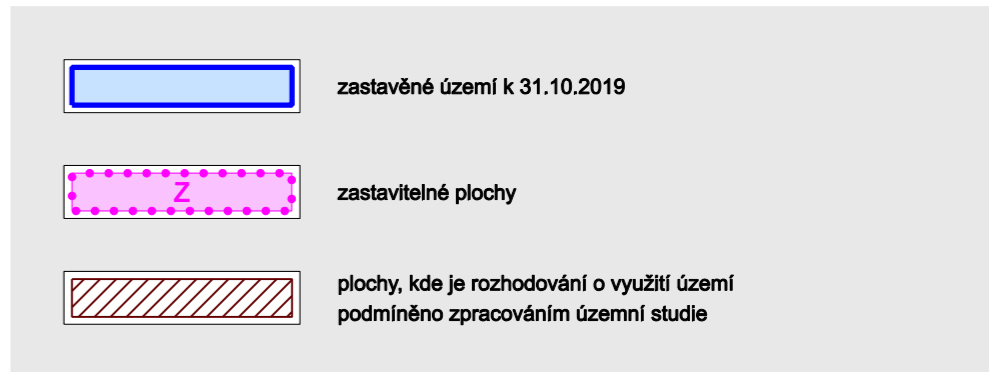 zastavěné území k 31.10.2019
Z
zastavitelné plochy
plochy, kde je rozhodování o využití území
podmíněno zpracováním územní studie